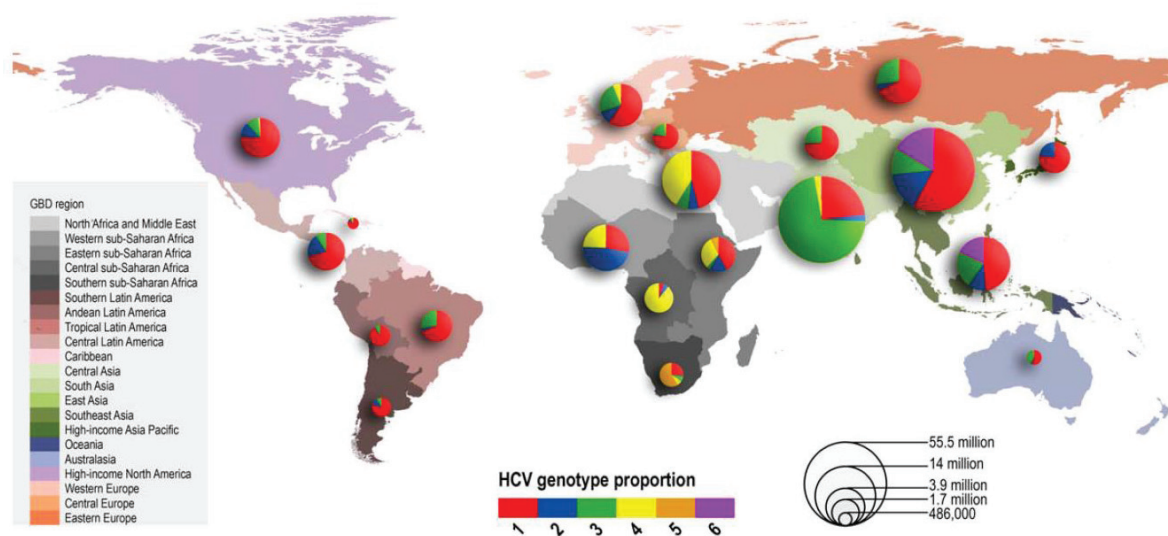 GBD region
North Africa and Middle East
Western sub-Saharan Africa
Eastern sub-Saharan Africa
Central sub-Saharan Africa
Southern sub-Saharan Africa
Southern Latin America
Andean Latin America
Tropical Latin America
Central Latin America
Caribbean
Central Asia
South Asia
East Asia
Southeast Asia
High-income Asia Pacific
Oceania
Australasia
High-income North America
Western Europe
Central Europe
Eastern Europe
HCV genotype proportion
1 2 3 4 5 6
55.5 million
14 million
3.9 million
1.7 million
486,000